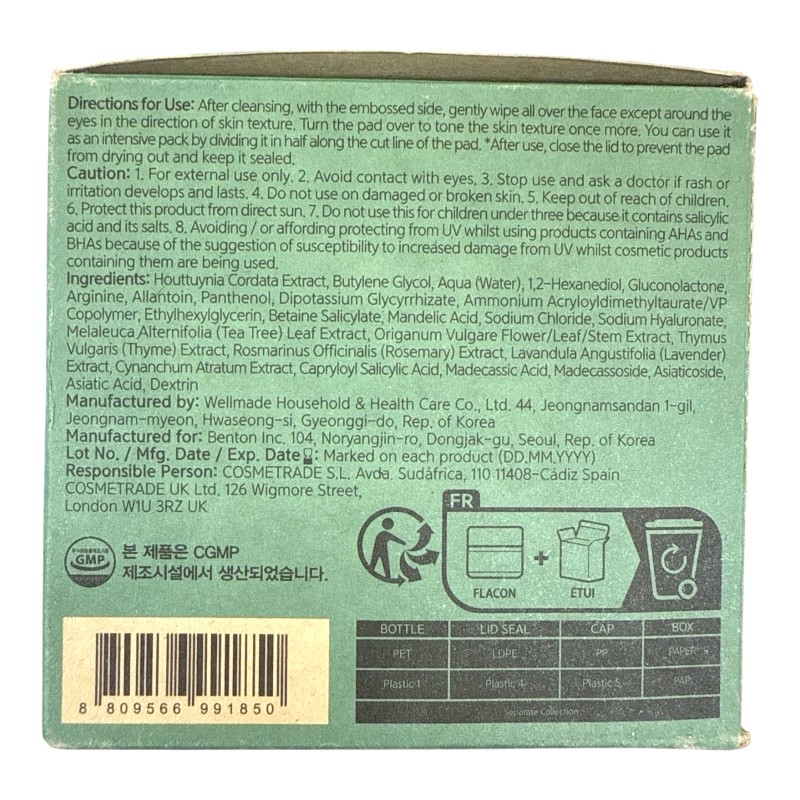 Directions for Use: After cleansing, with the embossed side, gently wipe all over the face except around the
eyes in the direction of skin texture. Turn the pad over to tone the skin texture once more. You can use it
as an intensive pack by dividing it in half along the cut line of the pad. *After use, close the lid to prevent the pad
from drying out and keep it sealed.
Caution: 1. For external use only. 2. Avoid contact with eyes. 3. Stop use and ask a doctor if rash or
irritation develops and lasts. 4. Do not use on damaged or broken skin. 5. Keep out of reach of children.
6. Protect this product from direct sun. 7. Do not use this for children under three because it contains salicylic
acid and its salts. 8. Avoiding / or affording protecting from UV whilst using products containing AHAs and
BHAs because of the suggestion of susceptibility to increased damage from UV whilst cosmetic products
containing them are being used.
Ingredients: Houttuynia Cordata Extract, Butylene Glycol, Aqua (Water), 1,2-Hexanediol, Gluconolactone,
Arginine, Allantoin, Panthenol, Dipotassium Glycyrrhizate, Ammonium Acryloyldimethyltaurate/VP
Copolymer, Ethylhexylglycerin, Betaine Salicylate, Mandelic Acid, Sodium Chloride, Sodium Hyaluronate,
Melaleuca Alternifolia (Tea Tree) Leaf Extract, Origanum Vulgare Flower/Leaf/Stem Extract, Thymus
Vulgaris (Thyme) Extract, Rosmarinus Officinalis (Rosemary) Extract, Lavandula Angustifolia (Lavender)
Extract, Cynanchum Atratum Extract, Capryloyl Salicylic Acid, Madecassic Acid, Madecassoside, Asiaticoside,
Asiatic Acid, Dextrin
Manufactured by: Wellmade Household & Health Care Co., Ltd. 44, Jeongnamsandan 1-gil,
Jeongnam-myeon, Hwaseong-si, Gyeonggi-do, Rep. of Korea
Manufactured for: Benton Inc. 104, Noryangjin-ro, Dongjak-gu, Seoul, Rep. of Korea
Lot No. / Mfg. Date / Exp. Date: Marked on each product (DD.MM.YYYY)
Responsible Person: COSMETRADE S.L. Avda. Sudáfrica, 110 11408-Cádiz Spain
COSMETRADE UK Ltd. 126 Wigmore Street,
London W1U 3RZ UK
FR
GMP
본 제품은 CGMP
제조시설에서 생산되었습니다.
+
FLACON ÉTUI
BOTTLE LID SEAL CAP BOX
PET LDPE PP PAPER
Plastic 1 Plastic 4 Plastic 5 PAP
Separate Collection
8 809566 991850